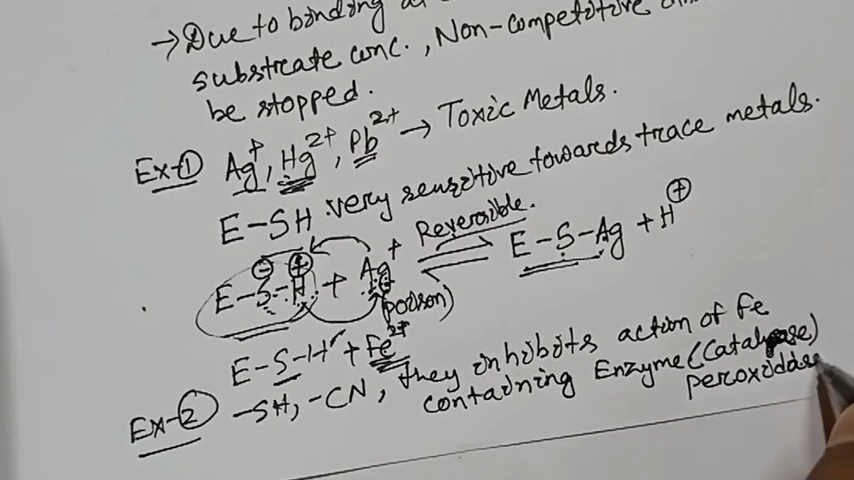 → Due to binding
substrate conc., Non-competitive
be stopped.
Ex-① Ag⁺, Hg²⁺, Pb²⁺ → Toxic Metals.
E-SH . very sensitive towards trace metals.
E-S-H + Ag⁺ Reversible. E-S-Ag + H⁺
⊖ ⊕ (poison)
E-S-H + Fe²⁺
Ex-② -SH, -CN, they inhibits action of Fe
containing Enzyme (Catalase)
peroxidase